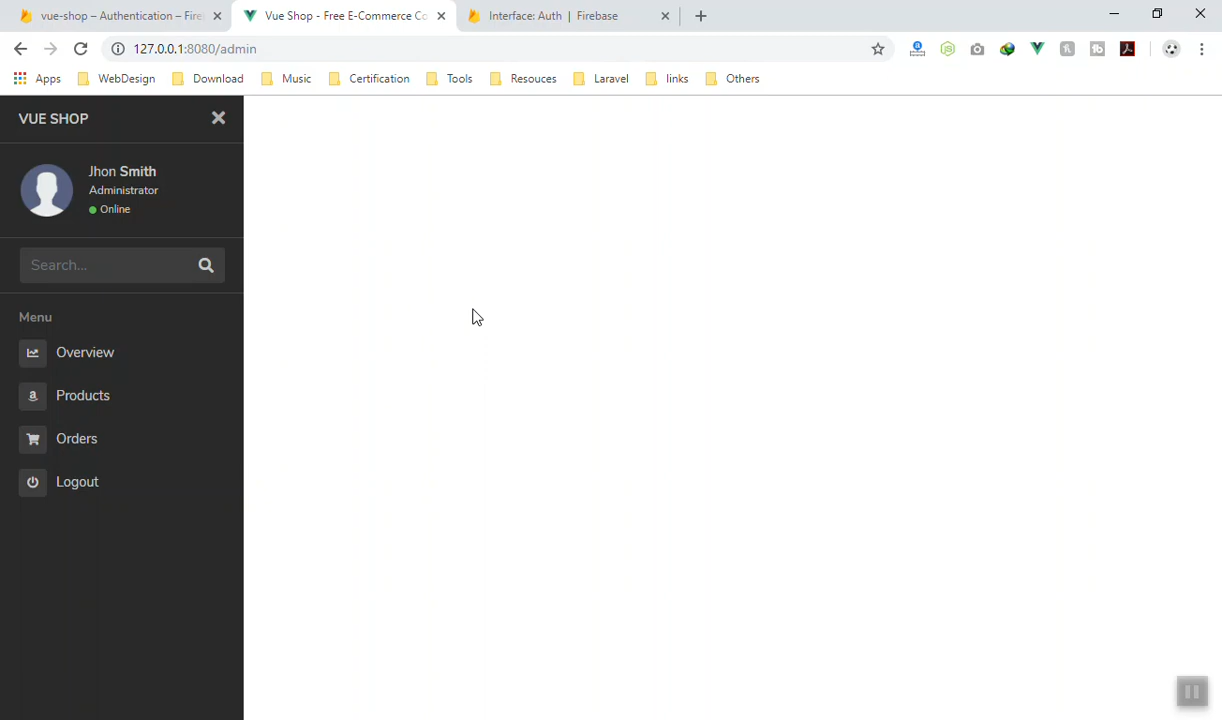 vue-shop – Authentication – Fire
Vue Shop - Free E-Commerce Co
Interface: Auth | Firebase
127.0.0.1:8080/admin
Apps WebDesign Download Music Certification Tools Resouces Laravel links Others
VUE SHOP
Jhon Smith
Administrator
Online
Search...
Menu
Overview
Products
Orders
Logout